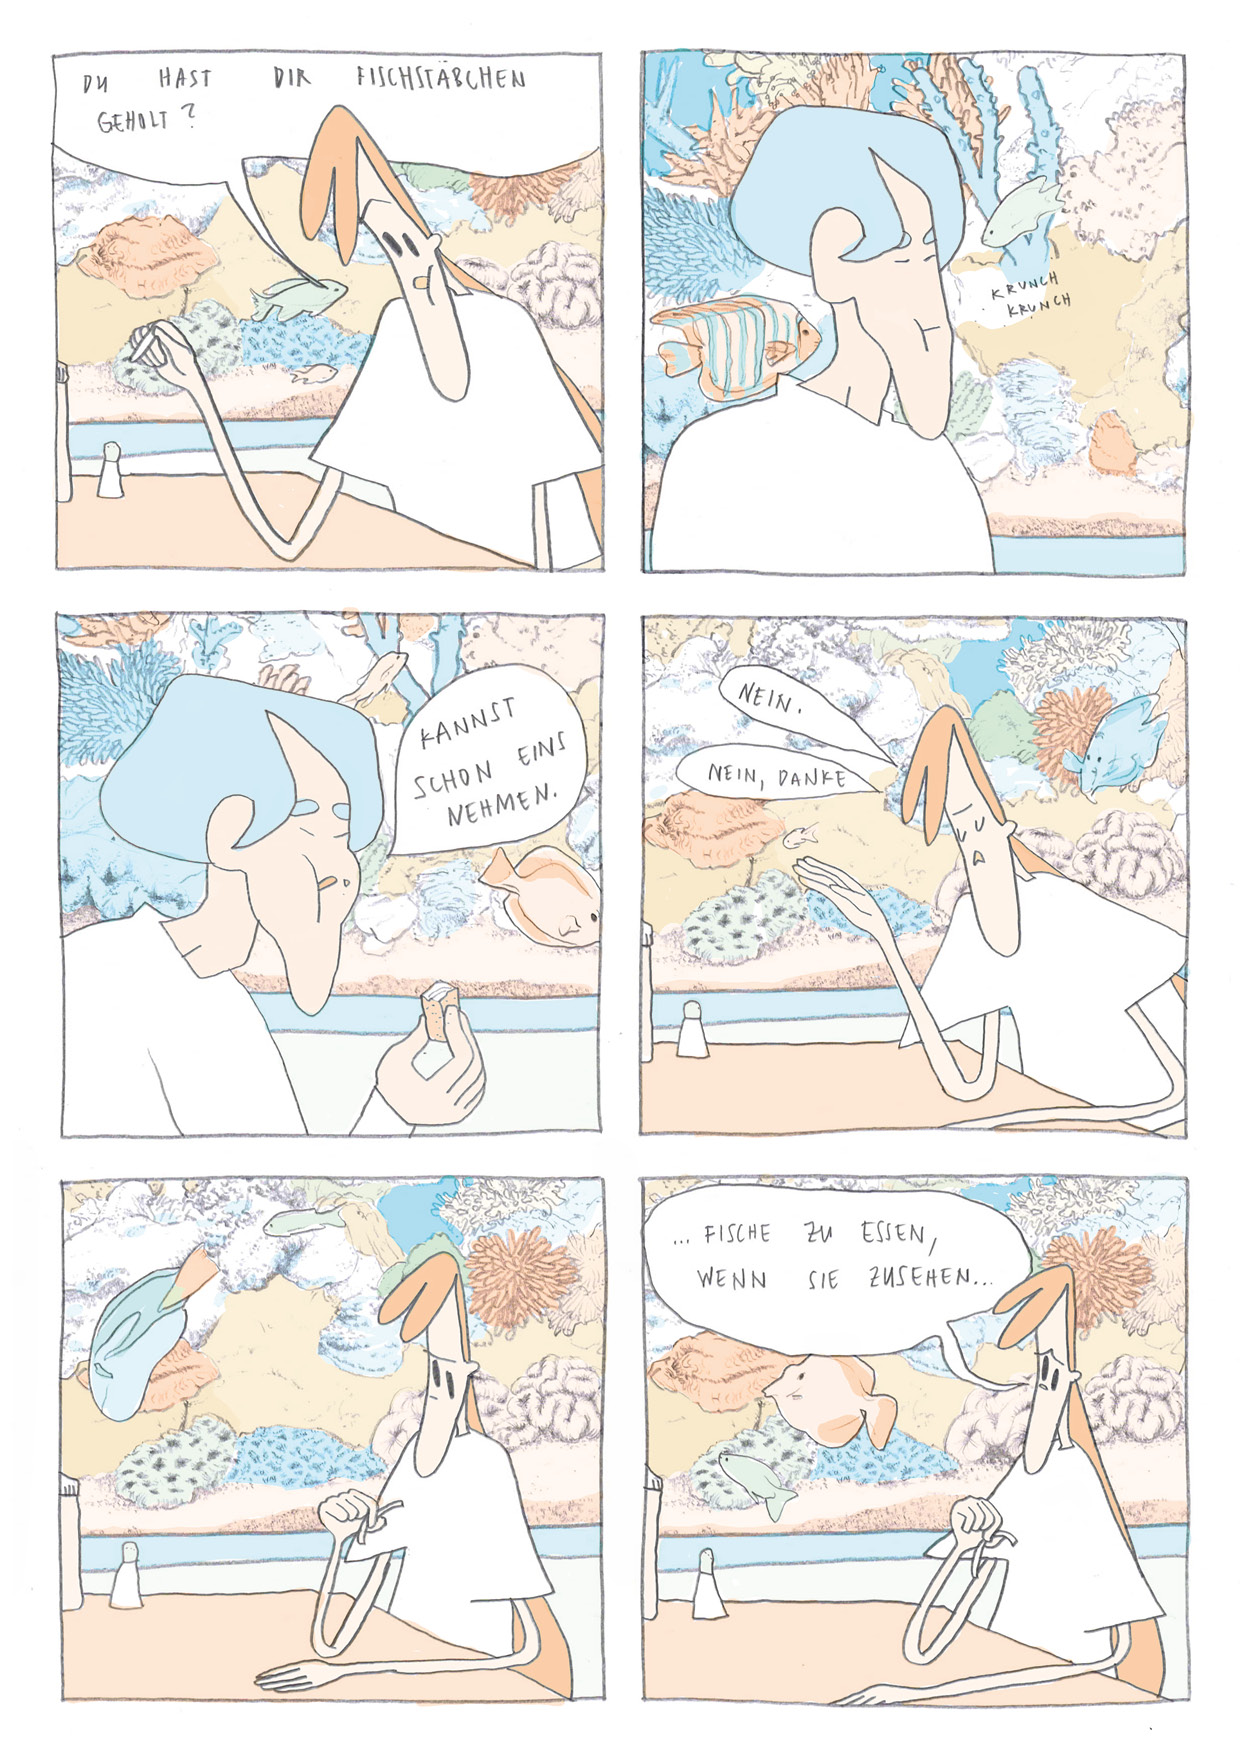 DU HAST DIR FISCHSTÄBCHEN
GEHOLT?
KRUNCH
KRUNCH
KANNST
SCHON EINS
NEHMEN.
NEIN.
NEIN, DANKE
... FISCHE ZU ESSEN,
WENN SIE ZUSEHEN...